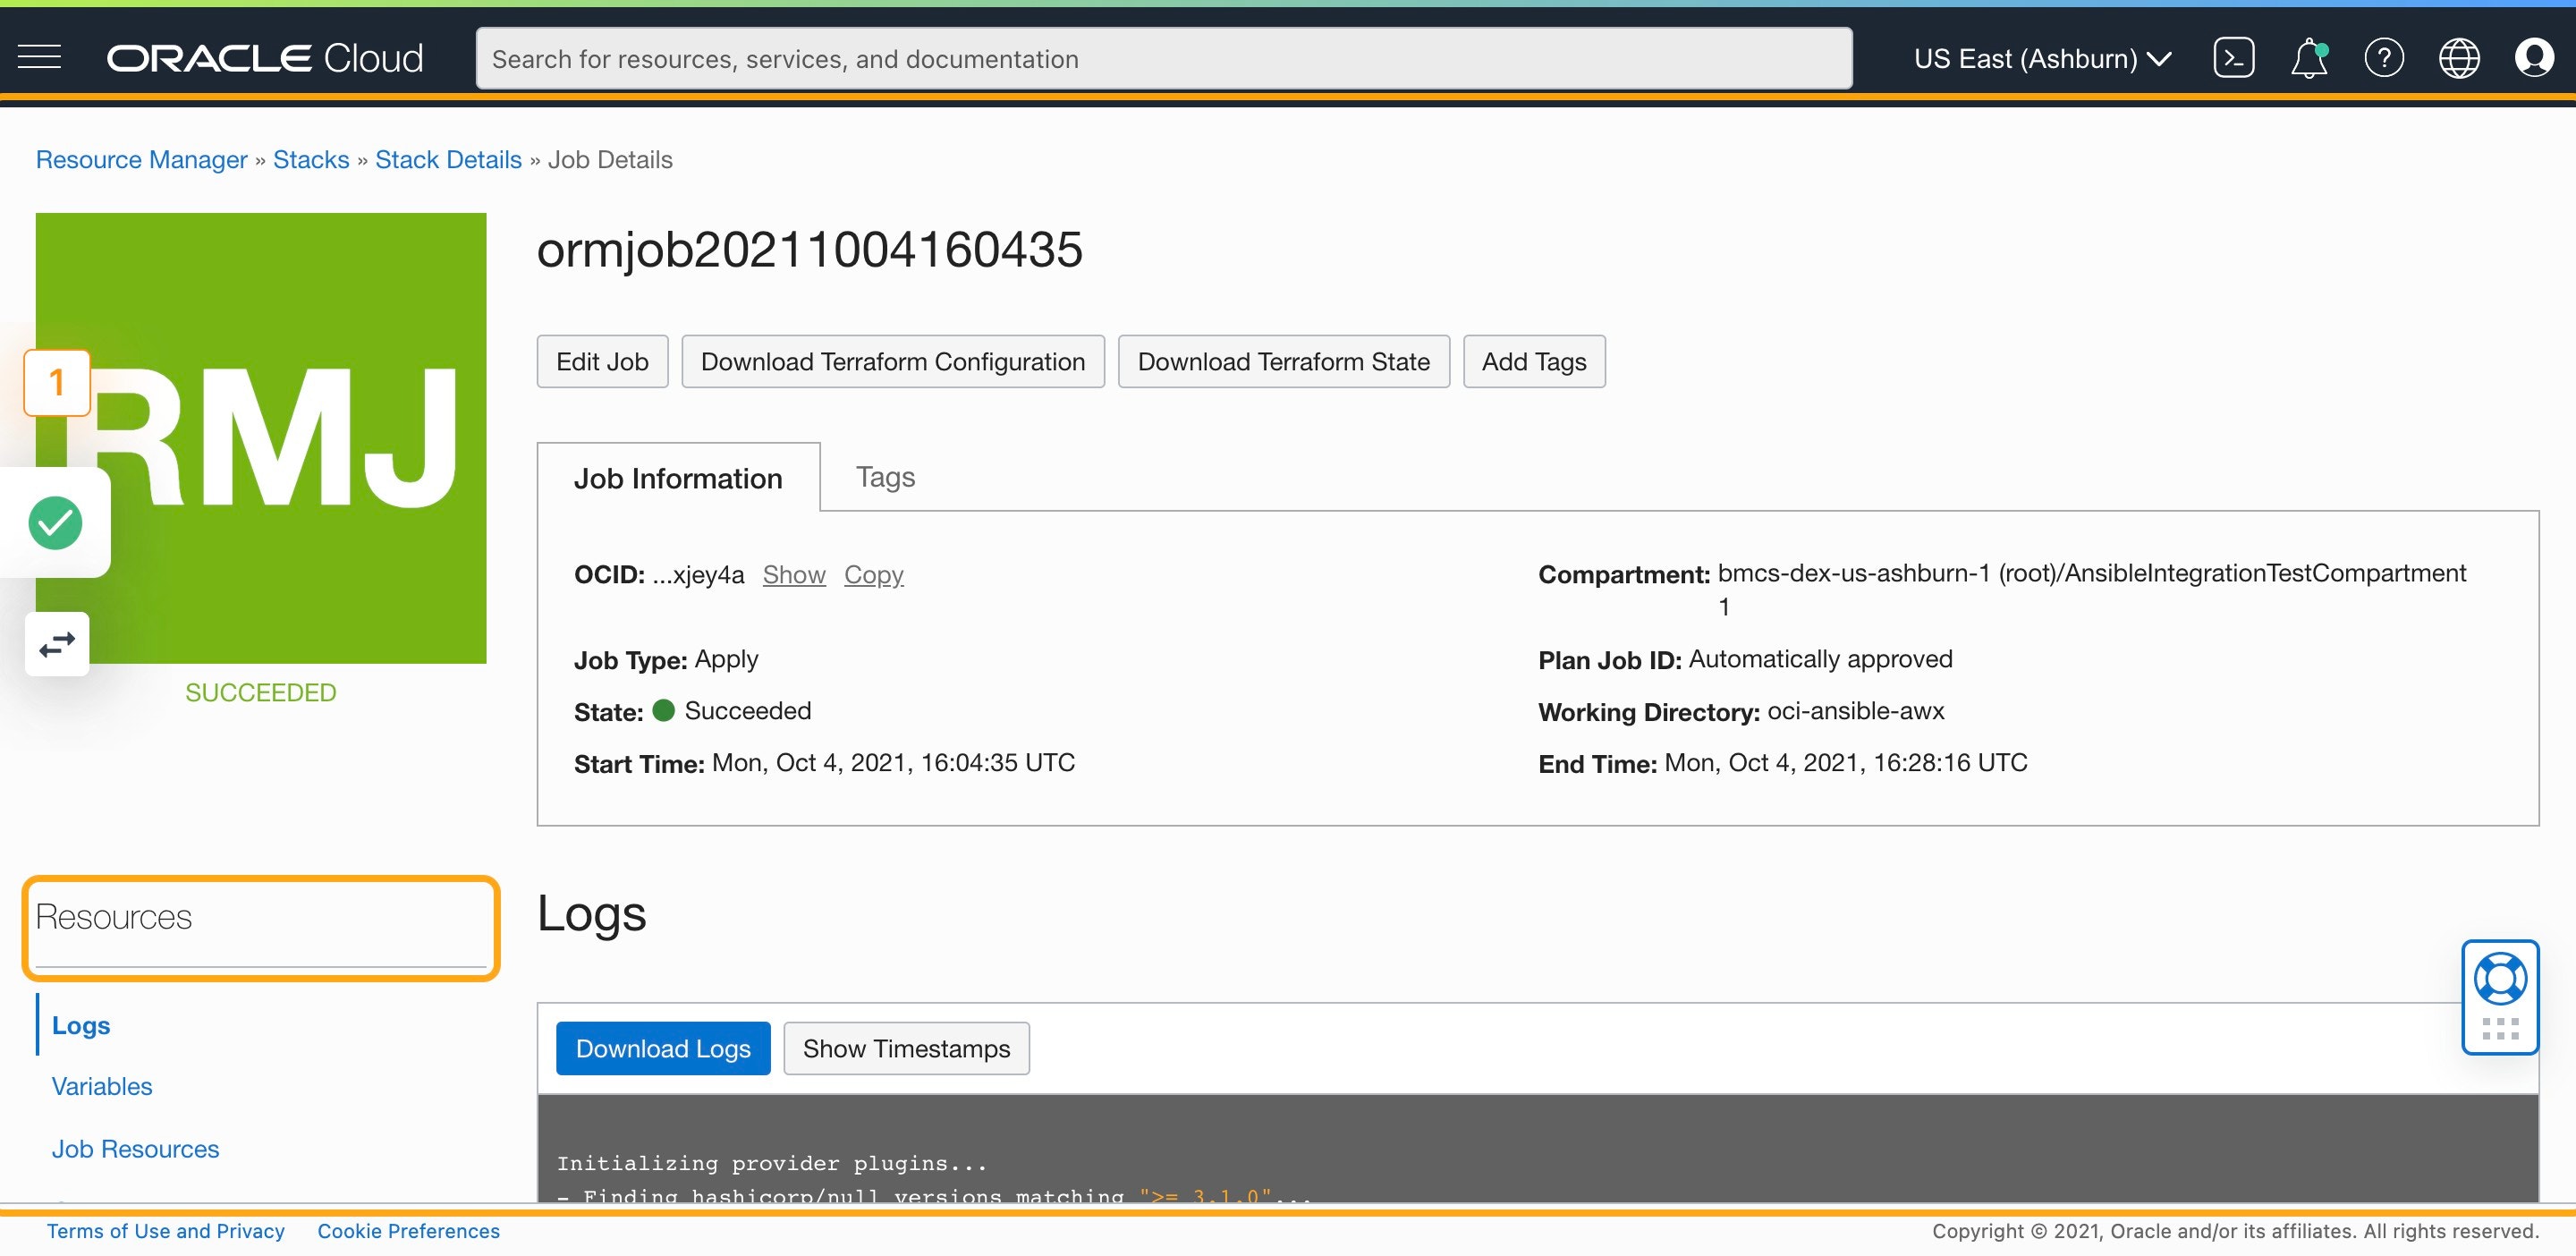 ORACLE Cloud
Search for resources, services, and documentation
US East (Ashburn)
Resource Manager » Stacks » Stack Details » Job Details
RMJ
1
SUCCEEDED
ormjob20211004160435
Edit Job
Download Terraform Configuration
Download Terraform State
Add Tags
Job Information
Tags
OCID: ...xjey4a Show Copy
Compartment: bmcs-dex-us-ashburn-1 (root)/AnsibleIntegrationTestCompartment
1
Job Type: Apply
Plan Job ID: Automatically approved
State: Succeeded
Working Directory: oci-ansible-awx
Start Time: Mon, Oct 4, 2021, 16:04:35 UTC
End Time: Mon, Oct 4, 2021, 16:28:16 UTC
Resources
Logs
Variables
Job Resources
Logs
Download Logs
Show Timestamps
Initializing provider plugins...
- Finding hashicorp/null versions matching ">= 3.1.0"...
Terms of Use and Privacy
Cookie Preferences
Copyright © 2021, Oracle and/or its affiliates. All rights reserved.